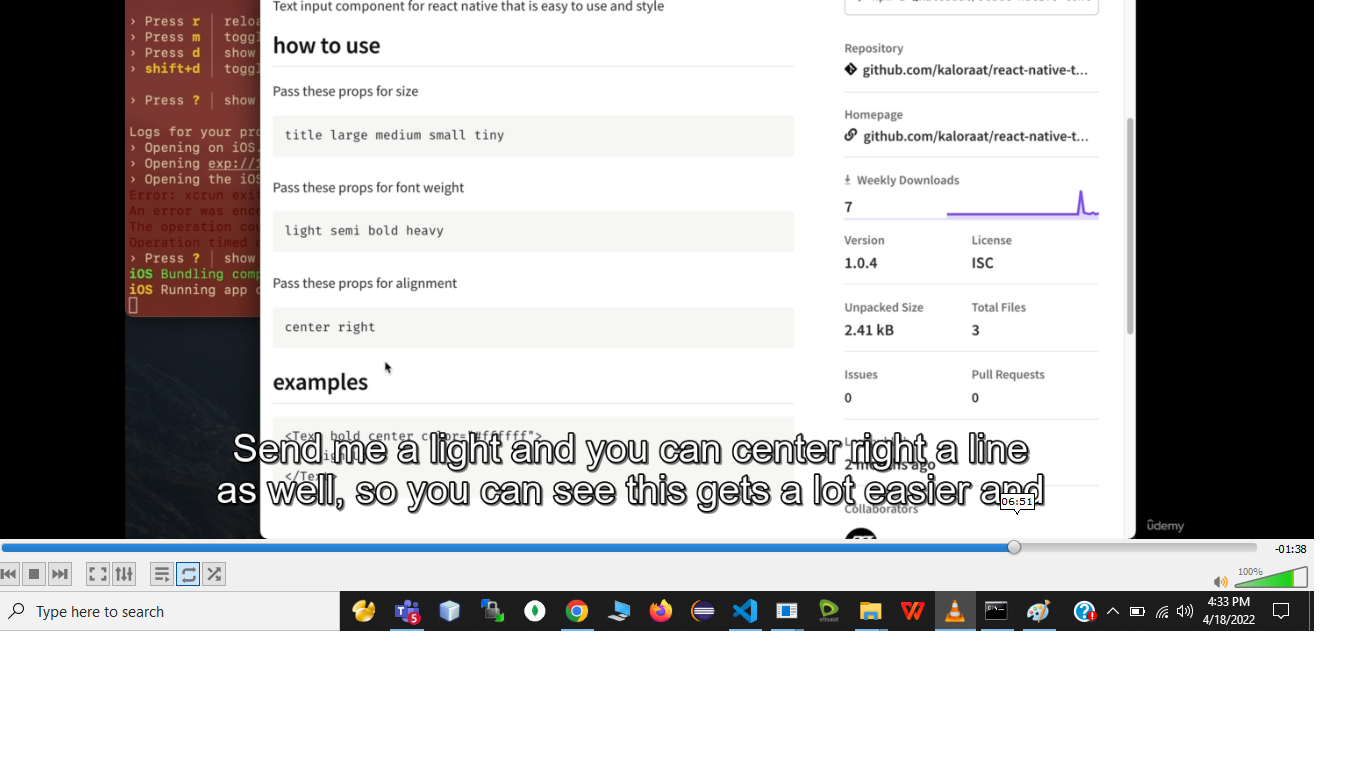 › Press r │ reloa
› Press m │ toggl
› Press d │ show
› shift+d │ toggl
› Press ? │ show
Logs for your pro
› Opening on iOS.
› Opening exp://1
› Opening the iOS
Error: xcrun exit
An error was enco
The operation cou
Operation timed o
› Press ? │ show
iOS Bundling comp
iOS Running app o
Text input component for react native that is easy to use and style
how to use
Pass these props for size
title large medium small tiny
Pass these props for font weight
light semi bold heavy
Pass these props for alignment
center right
examples
<Text bold center color="#ffffff">
</Text>
Repository
github.com/kaloraat/react-native-t...
Homepage
github.com/kaloraat/react-native-t...
Weekly Downloads
7
Version
License
1.0.4
ISC
Unpacked Size
Total Files
2.41 kB
3
Issues
Pull Requests
0
0
2 months ago
Collaborators
Send me a light and you can center right a line
as well, so you can see this gets a lot easier and
06:51
ûdemy
-01:38
100%
Type here to search
5
4:33 PM
4/18/2022